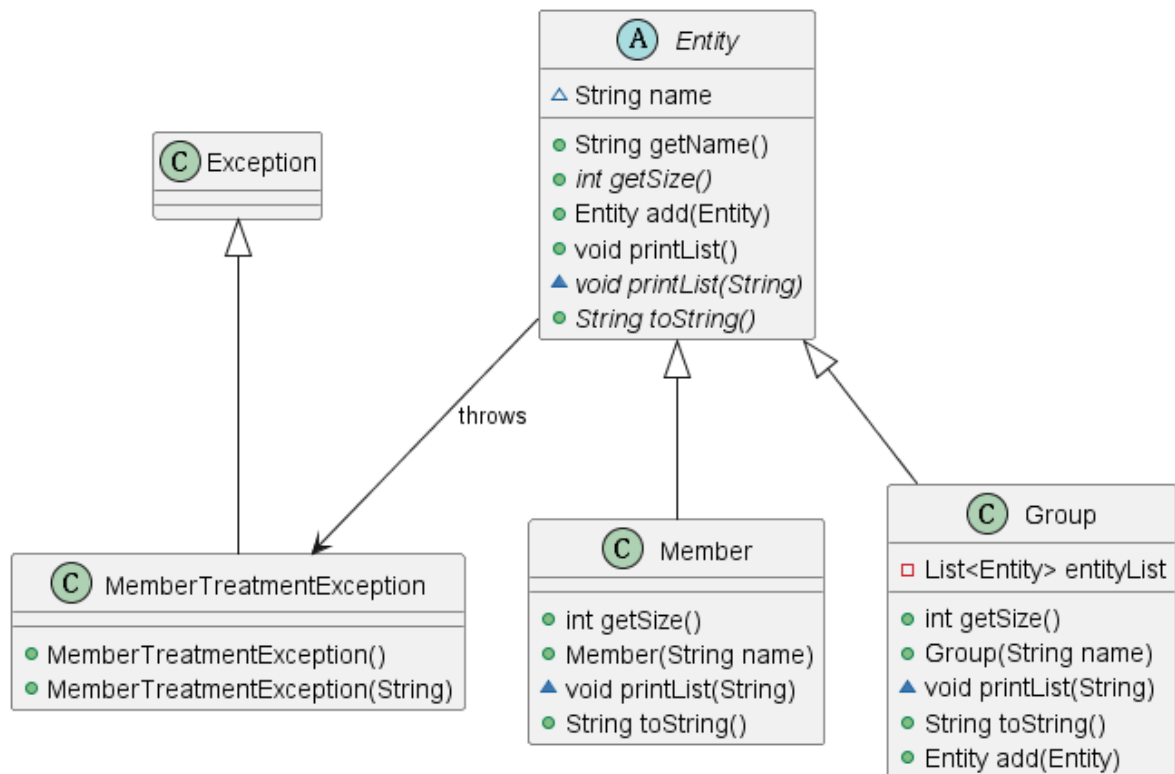 A Entity
String name
String getName()
int getSize()
Entity add(Entity)
void printList()
void printList(String)
String toString()
C Exception
throws
C MemberTreatmentException
MemberTreatmentException()
MemberTreatmentException(String)
C Member
int getSize()
Member(String name)
void printList(String)
String toString()
C Group
List<Entity> entityList
int getSize()
Group(String name)
void printList(String)
String toString()
Entity add(Entity)